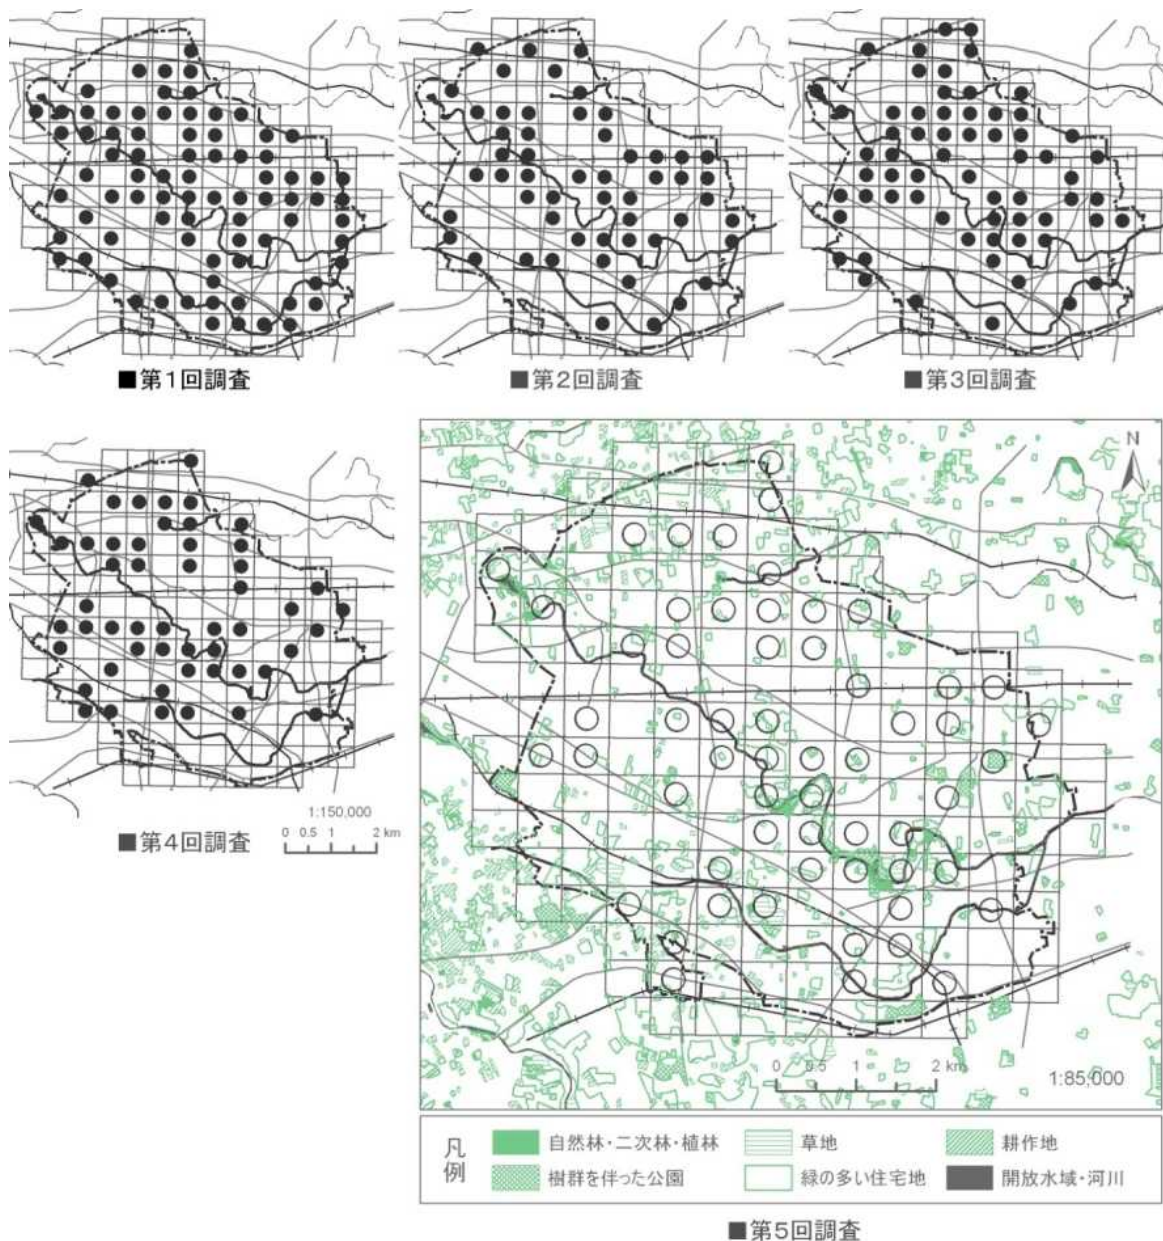 ■第1回調査
■第2回調査
■第3回調査
1:150,000
0 0.5 1 2 km
■第4回調査
N
0 0.5 1 2 km
1:85,000
凡例
自然林・二次林・植林
草地
耕作地
樹群を伴った公園
緑の多い住宅地
開放水域・河川
■第5回調査